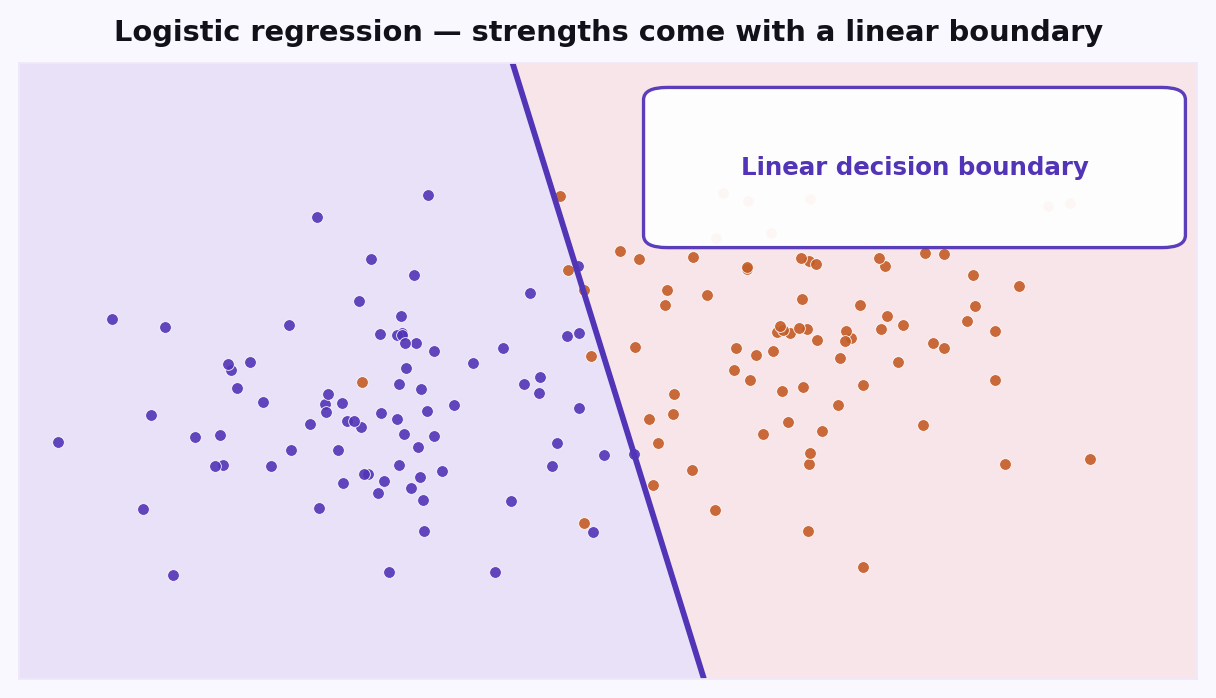 Logistic regression — strengths come with a linear boundary
Linear decision boundary